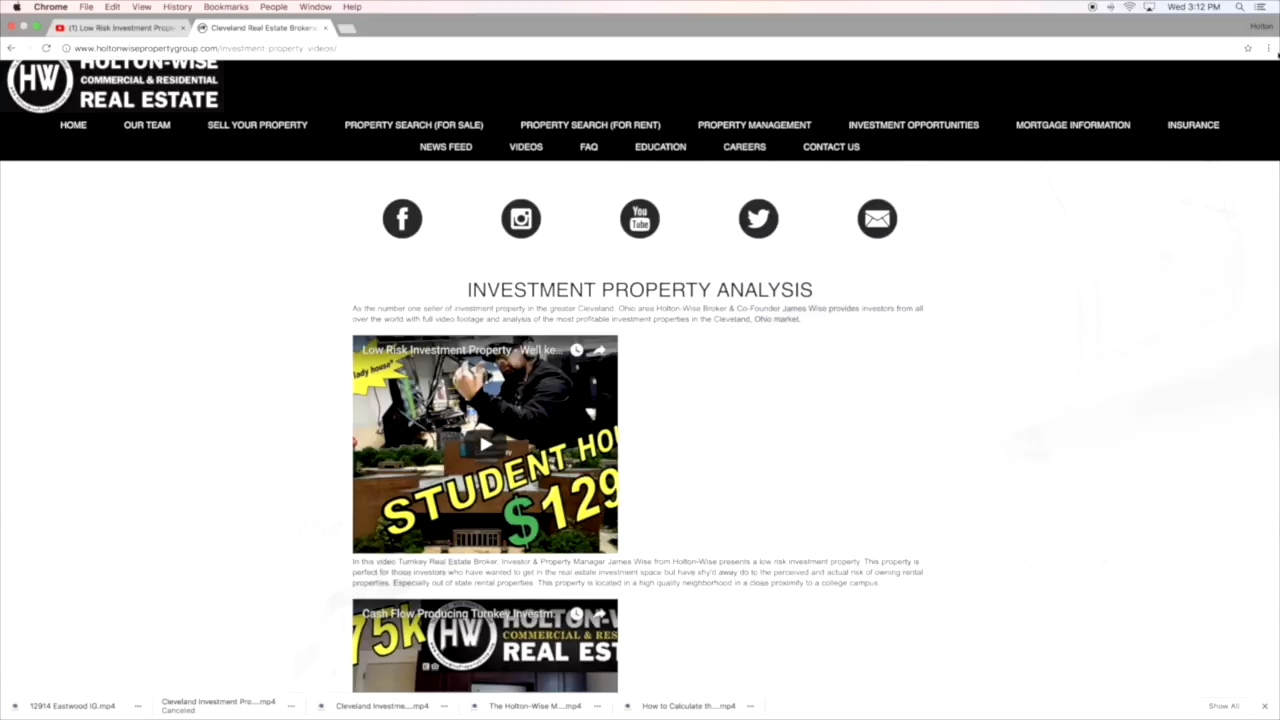 Chrome File Edit View History Bookmarks People Window Help Wed 3:12 PM
(1) Low Risk Investment Prope Cleveland Real Estate Brokers Holton
www.holtonwisepropertygroup.com/investment-property-videos/
HW HOLTON-WISE
COMMERCIAL & RESIDENTIAL
REAL ESTATE
HOME OUR TEAM SELL YOUR PROPERTY PROPERTY SEARCH (FOR SALE) PROPERTY SEARCH (FOR RENT) PROPERTY MANAGEMENT INVESTMENT OPPORTUNITIES MORTGAGE INFORMATION INSURANCE
NEWS FEED VIDEOS FAQ EDUCATION CAREERS CONTACT US
You
Tube
INVESTMENT PROPERTY ANALYSIS
As the number one seller of investment property in the greater Cleveland, Ohio area Holton-Wise Broker & Co-Founder James Wise provides investors from all
over the world with full video footage and analysis of the most profitable investment properties in the Cleveland, Ohio market.
Low Risk Investment Property - Well ke...
lady house"
STUDENT HOU
$129
In this video Turnkey Real Estate Broker, Investor & Property Manager James Wise from Holton-Wise presents a low risk investment property. This property is
perfect for those investors who have wanted to get in the real estate investment space but have shy'd away do to the perceived and actual risk of owning rental
properties. Especially out of state rental properties. This property is located in a high quality neighborhood in a close proximity to a college campus.
Cash Flow Producing Turnkey Investm...
75k HW HOLTON-W
COMMERCIAL & RES
REAL EST
12914 Eastwood IG.mp4 Cleveland Investment Pro....mp4 Cleveland Investme....mp4 The Holton-Wise M....mp4 How to Calculate th....mp4 Show All
Canceled